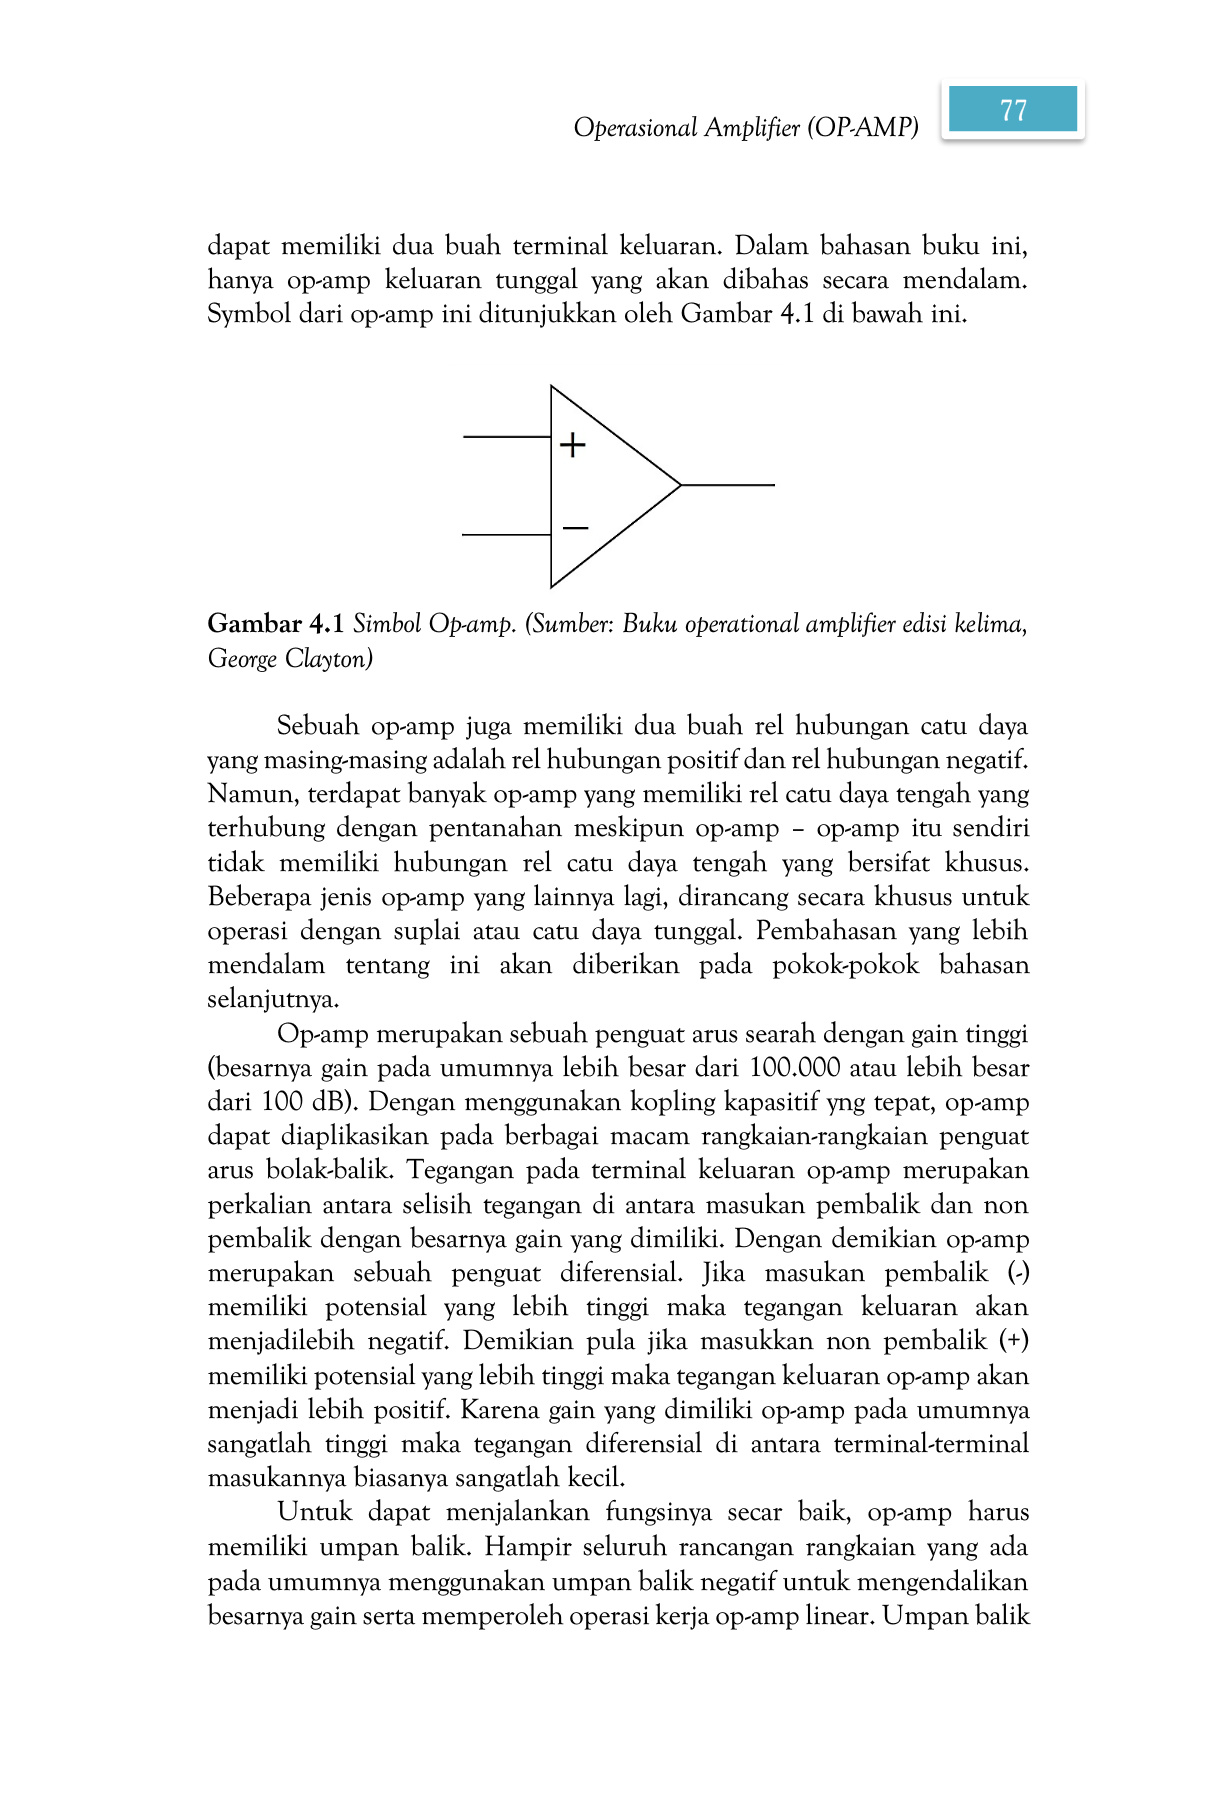 Operasional Amplifier (OP-AMP)
77
dapat memiliki dua buah terminal keluaran. Dalam bahasan buku ini,
hanya op-amp keluaran tunggal yang akan dibahas secara mendalam.
Symbol dari op-amp ini ditunjukkan oleh Gambar 4.1 di bawah ini.
+
−
Gambar 4.1 Simbol Op-amp. (Sumber: Buku operational amplifier edisi kelima,
George Clayton)
Sebuah op-amp juga memiliki dua buah rel hubungan catu daya
yang masing-masing adalah rel hubungan positif dan rel hubungan negatif.
Namun, terdapat banyak op-amp yang memiliki rel catu daya tengah yang
terhubung dengan pentanahan meskipun op-amp – op-amp itu sendiri
tidak memiliki hubungan rel catu daya tengah yang bersifat khusus.
Beberapa jenis op-amp yang lainnya lagi, dirancang secara khusus untuk
operasi dengan suplai atau catu daya tunggal. Pembahasan yang lebih
mendalam tentang ini akan diberikan pada pokok-pokok bahasan
selanjutnya.
Op-amp merupakan sebuah penguat arus searah dengan gain tinggi
(besarnya gain pada umumnya lebih besar dari 100.000 atau lebih besar
dari 100 dB). Dengan menggunakan kopling kapasitif yng tepat, op-amp
dapat diaplikasikan pada berbagai macam rangkaian-rangkaian penguat
arus bolak-balik. Tegangan pada terminal keluaran op-amp merupakan
perkalian antara selisih tegangan di antara masukan pembalik dan non
pembalik dengan besarnya gain yang dimiliki. Dengan demikian op-amp
merupakan sebuah penguat diferensial. Jika masukan pembalik (-)
memiliki potensial yang lebih tinggi maka tegangan keluaran akan
menjadilebih negatif. Demikian pula jika masukkan non pembalik (+)
memiliki potensial yang lebih tinggi maka tegangan keluaran op-amp akan
menjadi lebih positif. Karena gain yang dimiliki op-amp pada umumnya
sangatlah tinggi maka tegangan diferensial di antara terminal-terminal
masukannya biasanya sangatlah kecil.
Untuk dapat menjalankan fungsinya secar baik, op-amp harus
memiliki umpan balik. Hampir seluruh rancangan rangkaian yang ada
pada umumnya menggunakan umpan balik negatif untuk mengendalikan
besarnya gain serta memperoleh operasi kerja op-amp linear. Umpan balik